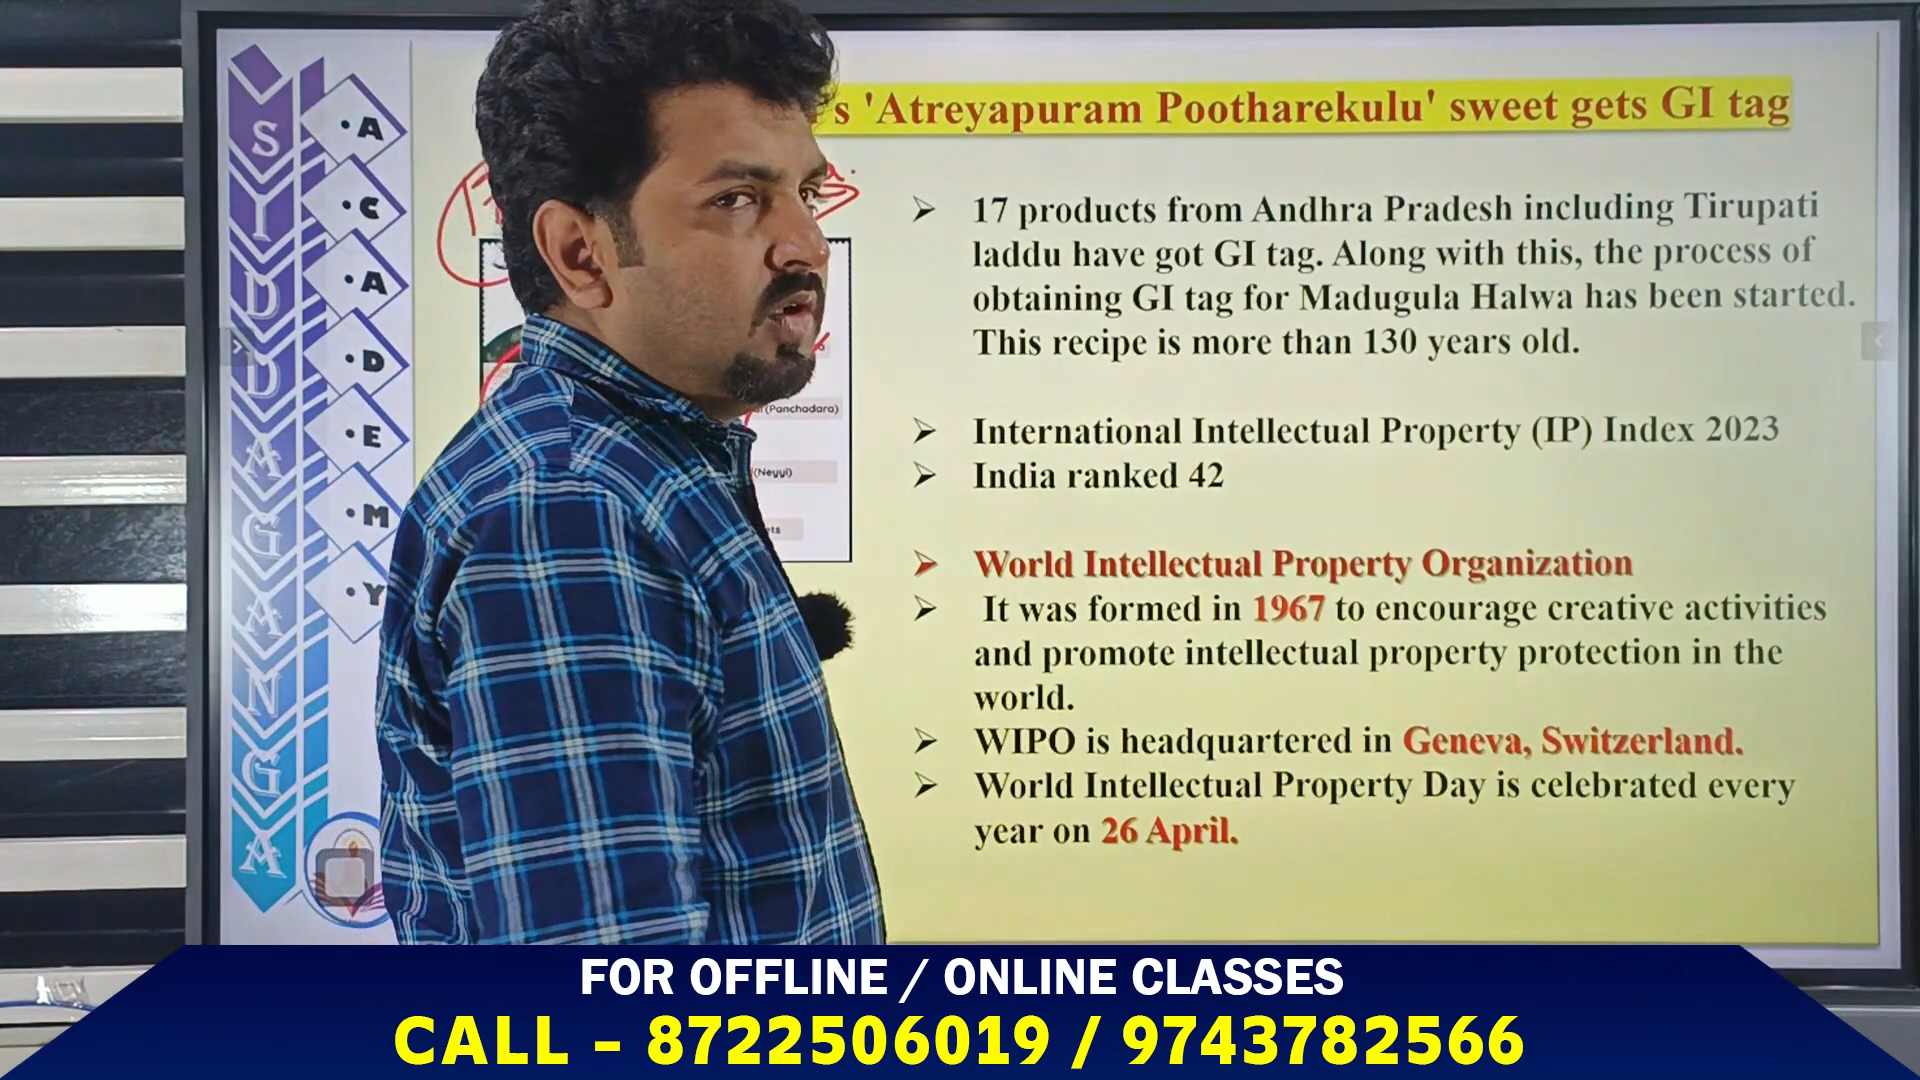 S I D D A G A N G A
A C A D E M Y
s 'Atreyapuram Pootharekulu' sweet gets GI tag
➢ 17 products from Andhra Pradesh including Tirupati
laddu have got GI tag. Along with this, the process of
obtaining GI tag for Madugula Halwa has been started.
This recipe is more than 130 years old.
(Panchadara)
(Neyyi)
➢ International Intellectual Property (IP) Index 2023
➢ India ranked 42
➢ World Intellectual Property Organization
➢ It was formed in 1967 to encourage creative activities
and promote intellectual property protection in the
world.
➢ WIPO is headquartered in Geneva, Switzerland.
➢ World Intellectual Property Day is celebrated every
year on 26 April.
FOR OFFLINE / ONLINE CLASSES
CALL – 8722506019 / 9743782566